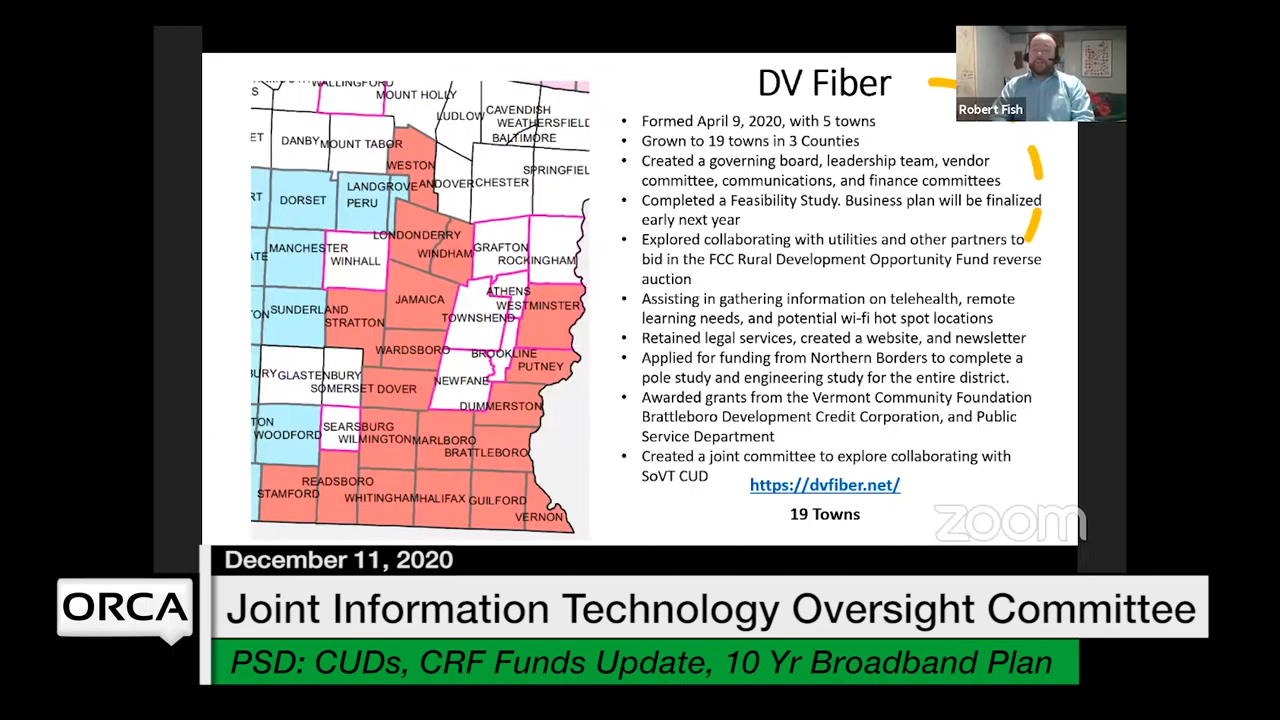 DV Fiber
Robert Fish
• Formed April 9, 2020, with 5 towns
• Grown to 19 towns in 3 Counties
• Created a governing board, leadership team, vendor
committee, communications, and finance committees
• Completed a Feasibility Study. Business plan will be finalized
early next year
• Explored collaborating with utilities and other partners to
bid in the FCC Rural Development Opportunity Fund reverse
auction
• Assisting in gathering information on telehealth, remote
learning needs, and potential wi-fi hot spot locations
• Retained legal services, created a website, and newsletter
• Applied for funding from Northern Borders to complete a
pole study and engineering study for the entire district.
• Awarded grants from the Vermont Community Foundation
Brattleboro Development Credit Corporation, and Public
Service Department
• Created a joint committee to explore collaborating with
SoVT CUD
https://dvfiber.net/
19 Towns
zoom
WALLINGFORD
MOUNT HOLLY
LUDLOW
CAVENDISH
WEATHERSFIELD
BALTIMORE
DANBY
MOUNT TABOR
WESTON
SPRINGFIEL
LANDGROVE
ANDOVER
CHESTER
DORSET
PERU
LONDONDERRY
MANCHESTER
WINHALL
WINDHAM
GRAFTON
ROCKINGHAM
ATHENS
JAMAICA
WESTMINSTER
SUNDERLAND
STRATTON
TOWNSHEND
WARDSBORO
BROOKLINE
PUTNEY
GLASTENBURY
SOMERSET
DOVER
NEWFANE
DUMMERSTON
WOODFORD
SEARSBURG
WILMINGTON
MARLBORO
BRATTLEBORO
READSBORO
STAMFORD
WHITINGHAM
HALIFAX
GUILFORD
VERNON
December 11, 2020
ORCA
Joint Information Technology Oversight Committee
PSD: CUDs, CRF Funds Update, 10 Yr Broadband Plan